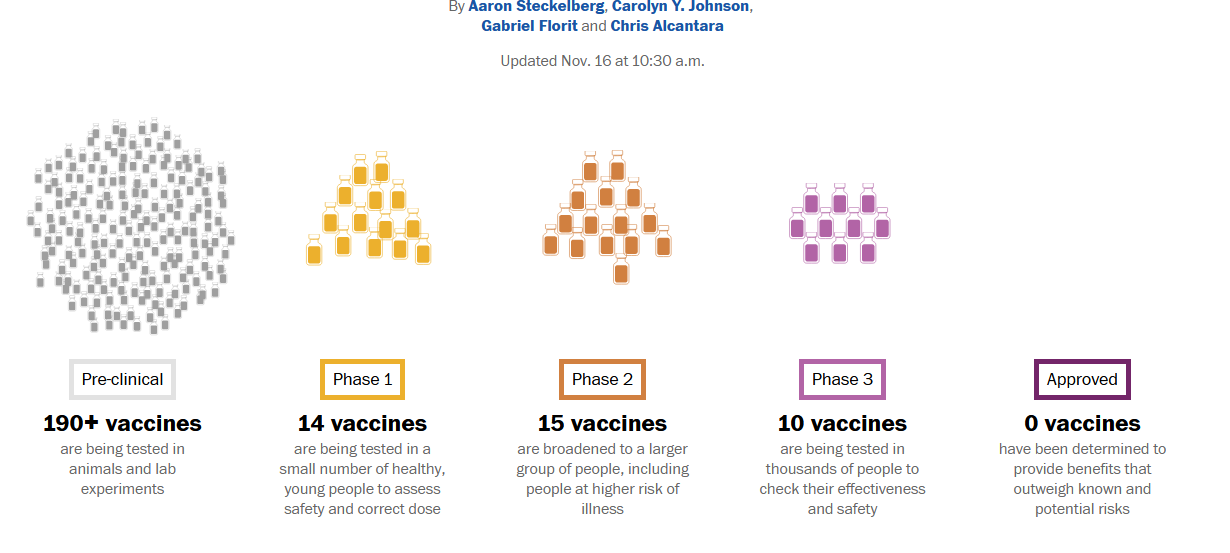 By Aaron Steckelberg, Carolyn Y. Johnson,
Gabriel Florit and Chris Alcantara
Updated Nov. 16 at 10:30 a.m.
Pre-clinical
190+ vaccines
are being tested in
animals and lab
experiments
Phase 1
14 vaccines
are being tested in a
small number of healthy,
young people to assess
safety and correct dose
Phase 2
15 vaccines
are broadened to a larger
group of people, including
people at higher risk of
illness
Phase 3
10 vaccines
are being tested in
thousands of people to
check their effectiveness
and safety
Approved
0 vaccines
have been determined to
provide benefits that
outweigh known and
potential risks